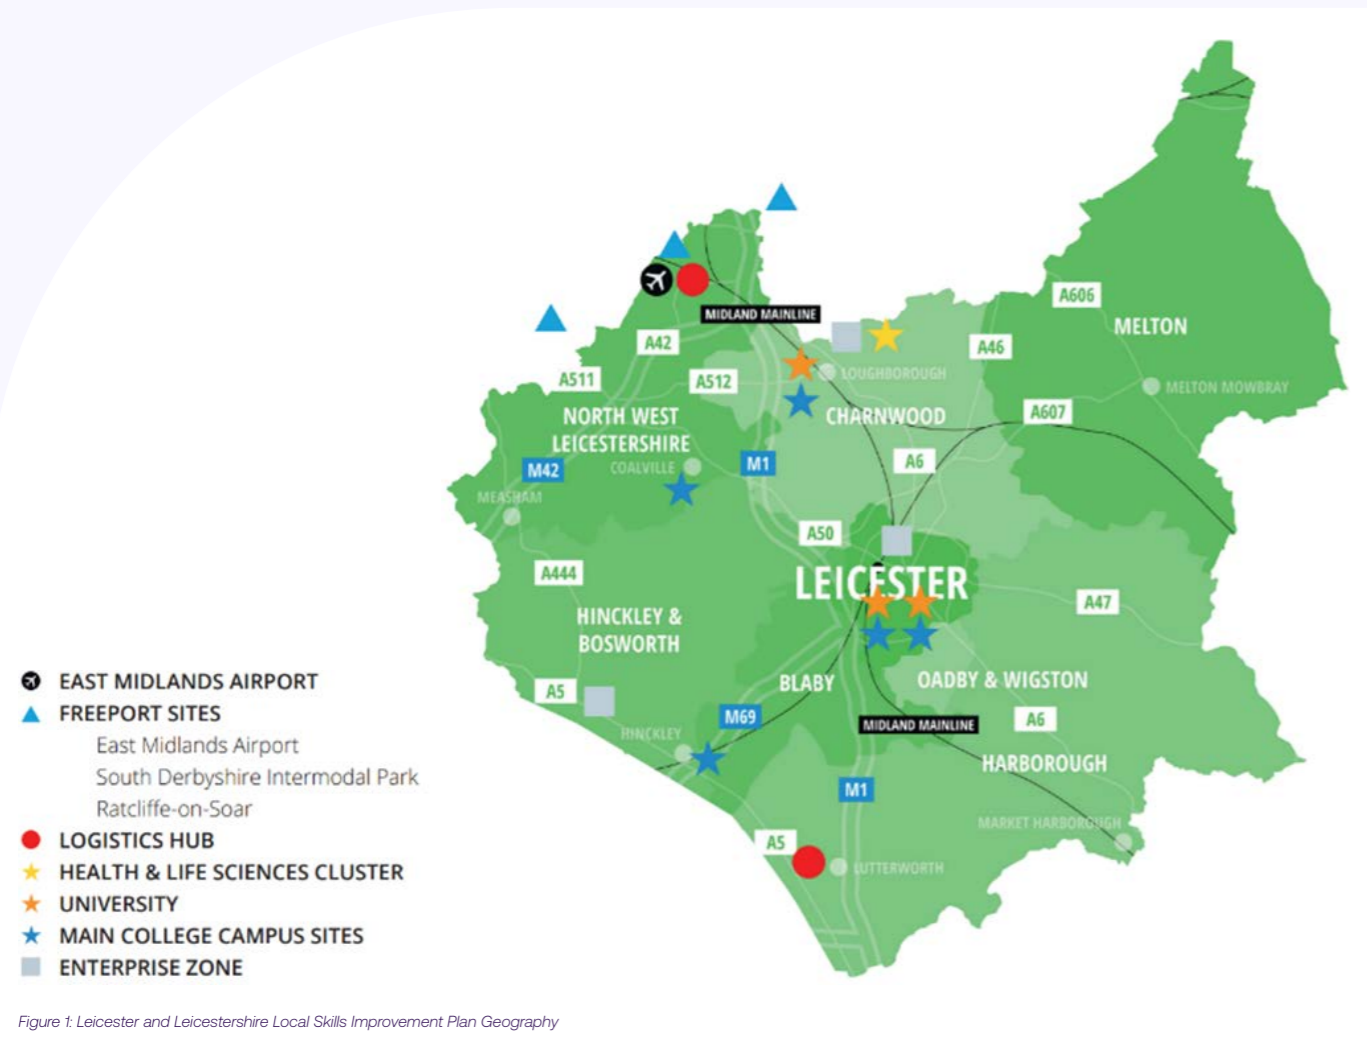 A606
MELTON
MIDLAND MAINLINE
A42
A46
LOUGHBOROUGH
A511
A512
MELTON MOWBRAY
NORTH WEST
LEICESTERSHIRE
CHARNWOOD
A607
COALVILLE
M42
M1
A6
MEASHAM
A50
A444
LEICESTER
A47
HINCKLEY &
BOSWORTH
BLABY
OADBY & WIGSTON
A5
M69
MIDLAND MAINLINE
A6
HINCKLEY
HARBOROUGH
M1
MARKET HARBOROUGH
A5
LUTTERWORTH
EAST MIDLANDS AIRPORT
FREEPORT SITES
East Midlands Airport
South Derbyshire Intermodal Park
Ratcliffe-on-Soar
LOGISTICS HUB
HEALTH & LIFE SCIENCES CLUSTER
UNIVERSITY
MAIN COLLEGE CAMPUS SITES
ENTERPRISE ZONE
Figure 1: Leicester and Leicestershire Local Skills Improvement Plan Geography